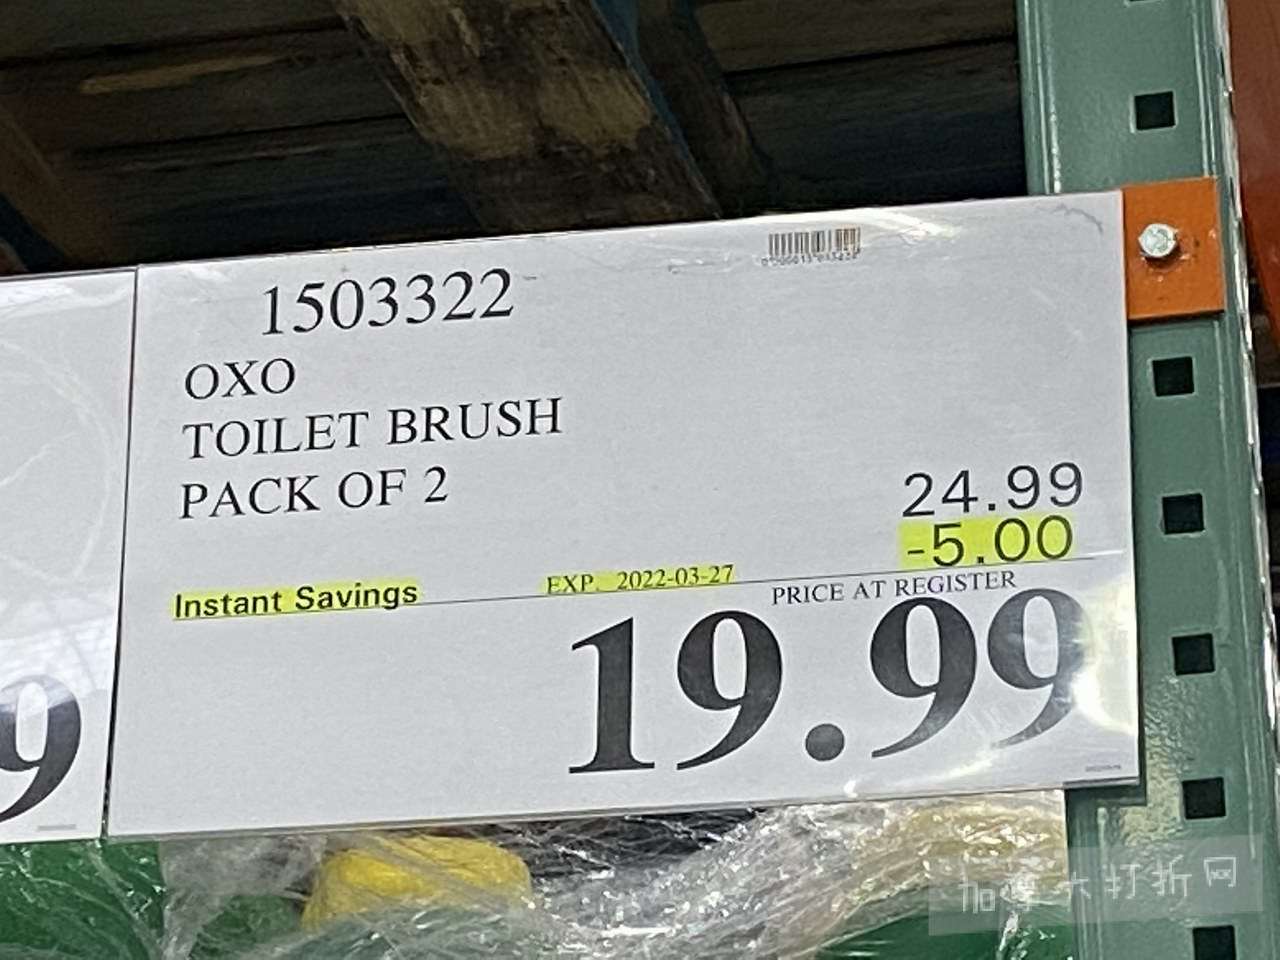 1503322
OXO
TOILET BRUSH
PACK OF 2
24.99
-5.00
Instant Savings EXP. 2022-03-27
PRICE AT REGISTER
19.99
9
加拿大打折网